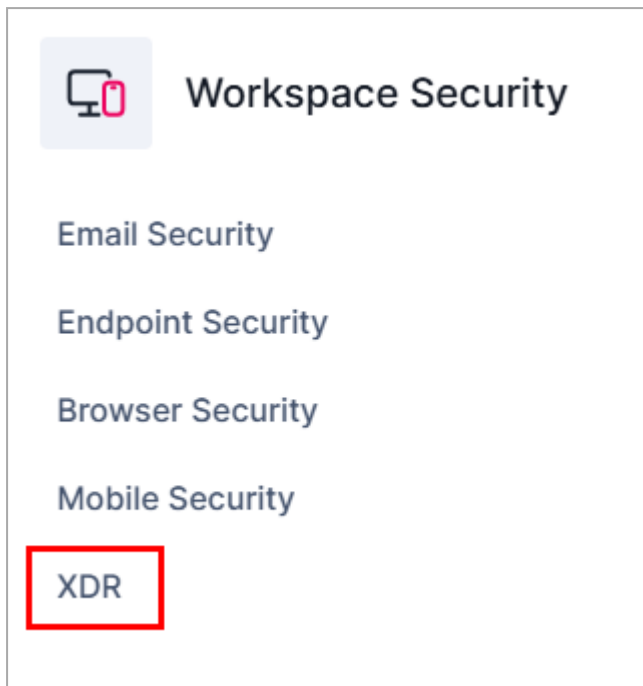 Workspace Security
Email Security
Endpoint Security
Browser Security
Mobile Security
XDR